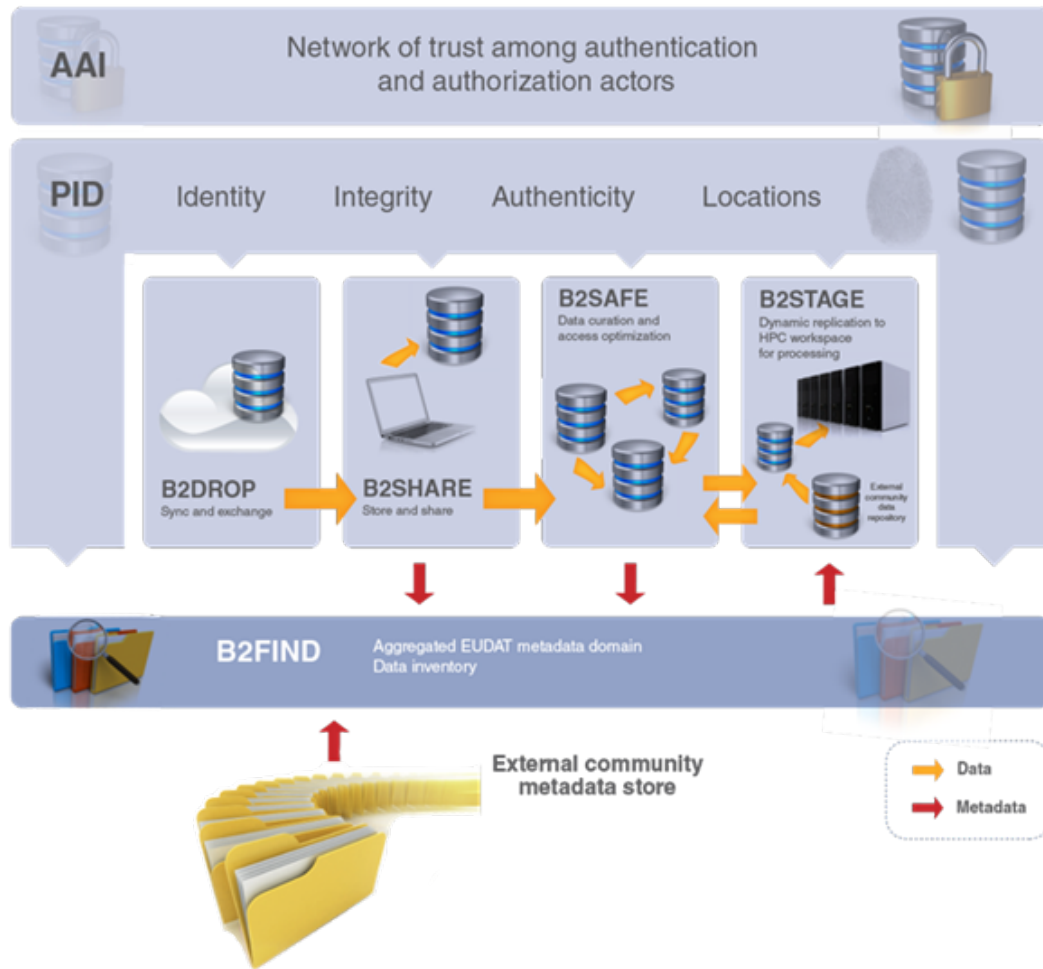 AAI
Network of trust among authentication
and authorization actors
PID
Identity
Integrity
Authenticity
Locations
B2DROP
Sync and exchange
B2SHARE
Store and share
B2SAFE
Data curation and
access optimization
B2STAGE
Dynamic replication to
HPC workspace
for processing
External
community
data
repository
B2FIND
Aggregated EUDAT metadata domain
Data inventory
External community
metadata store
Data
Metadata